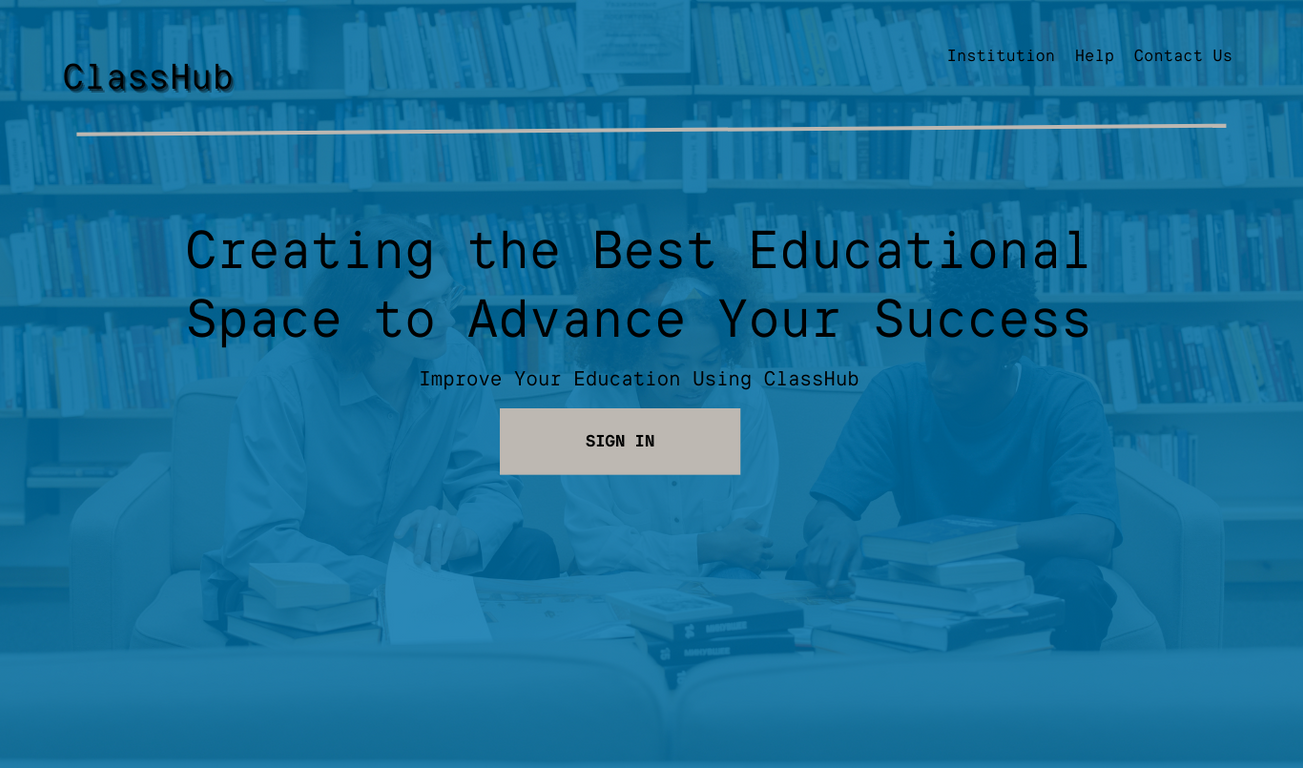 ClassHub
Institution Help Contact Us
Creating the Best Educational
Space to Advance Your Success
Improve Your Education Using ClassHub
SIGN IN